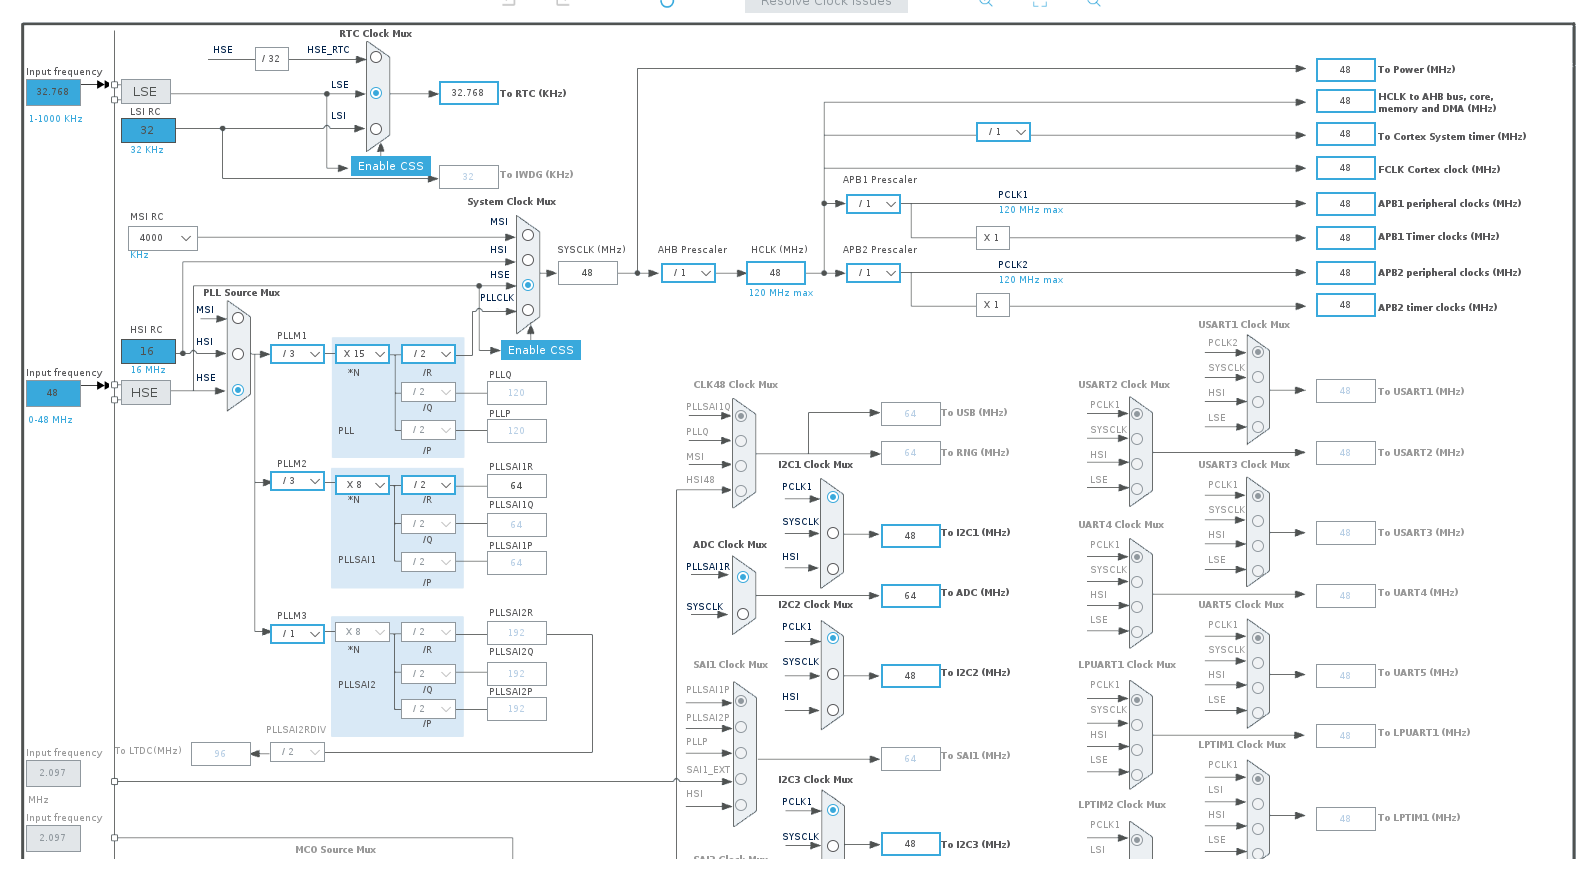 Resolve Clock Issues
RTC Clock Mux
HSE
/ 32
HSE_RTC
Input frequency
32.768
1-1000 KHz
LSE
LSE
32.768
To RTC (KHz)
LSI RC
32
32 KHz
LSI
Enable CSS
32
To IWDG (KHz)
48
To Power (MHz)
48
HCLK to AHB bus, core,
memory and DMA (MHz)
/ 1
48
To Cortex System timer (MHz)
48
FCLK Cortex clock (MHz)
APB1 Prescaler
/ 1
PCLK1
120 MHz max
48
APB1 peripheral clocks (MHz)
X 1
48
APB1 Timer clocks (MHz)
System Clock Mux
MSI RC
4000
KHz
MSI
HSI
HSE
PLLCLK
SYSCLK (MHz)
48
AHB Prescaler
/ 1
HCLK (MHz)
48
120 MHz max
APB2 Prescaler
/ 1
PCLK2
120 MHz max
48
APB2 peripheral clocks (MHz)
X 1
48
APB2 timer clocks (MHz)
Enable CSS
PLL Source Mux
MSI
HSI RC
16
16 MHz
HSI
Input frequency
48
0-48 MHz
HSE
HSE
PLLM1
/ 3
X 15
*N
/ 2
/R
PLLQ
/ 2
120
/Q
PLLP
/ 2
120
PLL
/P
PLLM2
/ 3
X 8
*N
/ 2
/R
PLLSAI1R
64
PLLSAI1Q
/ 2
64
/Q
PLLSAI1P
/ 2
64
PLLSAI1
/P
PLLM3
/ 1
X 8
*N
/ 2
/R
PLLSAI2R
192
PLLSAI2Q
/ 2
192
/Q
PLLSAI2P
/ 2
192
PLLSAI2
/P
PLLSAI2RDIV
/ 2
To LTDC(MHz)
96
Input frequency
2.097
MHz
Input frequency
2.097
MCO Source Mux
CLK48 Clock Mux
PLLSAI1Q
PLLQ
MSI
HSI48
64
To USB (MHz)
64
To RNG (MHz)
I2C1 Clock Mux
PCLK1
SYSCLK
HSI
48
To I2C1 (MHz)
ADC Clock Mux
PLLSAI1R
SYSCLK
64
To ADC (MHz)
I2C2 Clock Mux
PCLK1
SYSCLK
HSI
48
To I2C2 (MHz)
SAI1 Clock Mux
PLLSAI1P
PLLSAI2P
PLLP
SAI1_EXT
HSI
64
To SAI1 (MHz)
I2C3 Clock Mux
PCLK1
SYSCLK
48
To I2C3 (MHz)
SAI2 Clock Mux
USART1 Clock Mux
PCLK2
SYSCLK
HSI
LSE
48
To USART1 (MHz)
USART2 Clock Mux
PCLK1
SYSCLK
HSI
LSE
48
To USART2 (MHz)
USART3 Clock Mux
PCLK1
SYSCLK
HSI
LSE
48
To USART3 (MHz)
UART4 Clock Mux
PCLK1
SYSCLK
HSI
LSE
48
To UART4 (MHz)
UART5 Clock Mux
PCLK1
SYSCLK
HSI
LSE
48
To UART5 (MHz)
LPUART1 Clock Mux
PCLK1
SYSCLK
HSI
LSE
48
To LPUART1 (MHz)
LPTIM1 Clock Mux
PCLK1
LSI
HSI
LSE
48
To LPTIM1 (MHz)
LPTIM2 Clock Mux
PCLK1
LSI